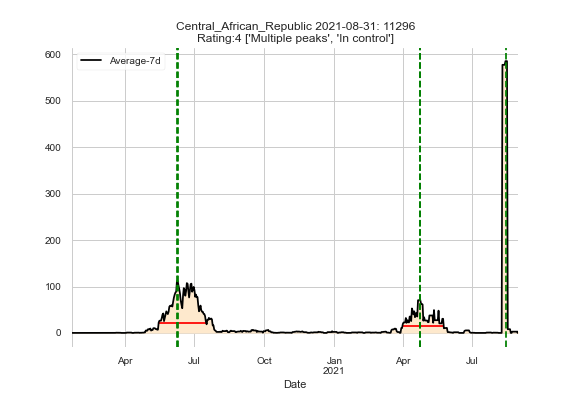 Central_African_Republic 2021-08-31: 11296
Rating:4 ['Multiple peaks', 'In control']
Average-7d
600
500
400
300
200
100
0
Apr
Jul
Oct
Jan
2021
Apr
Jul
Date